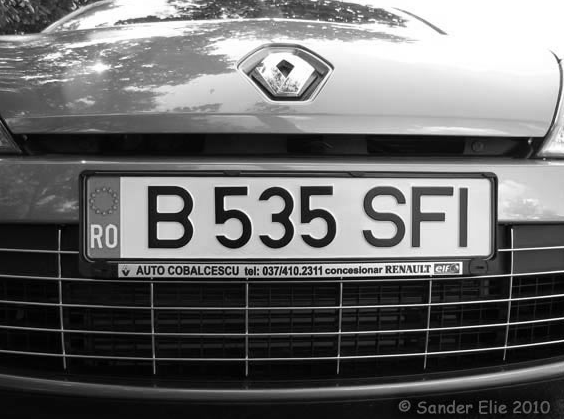 B 535 SFI
RO
AUTO COBALCESCU tel: 037/410.2311 concesionar RENAULT elf
© Sander Elie 2010